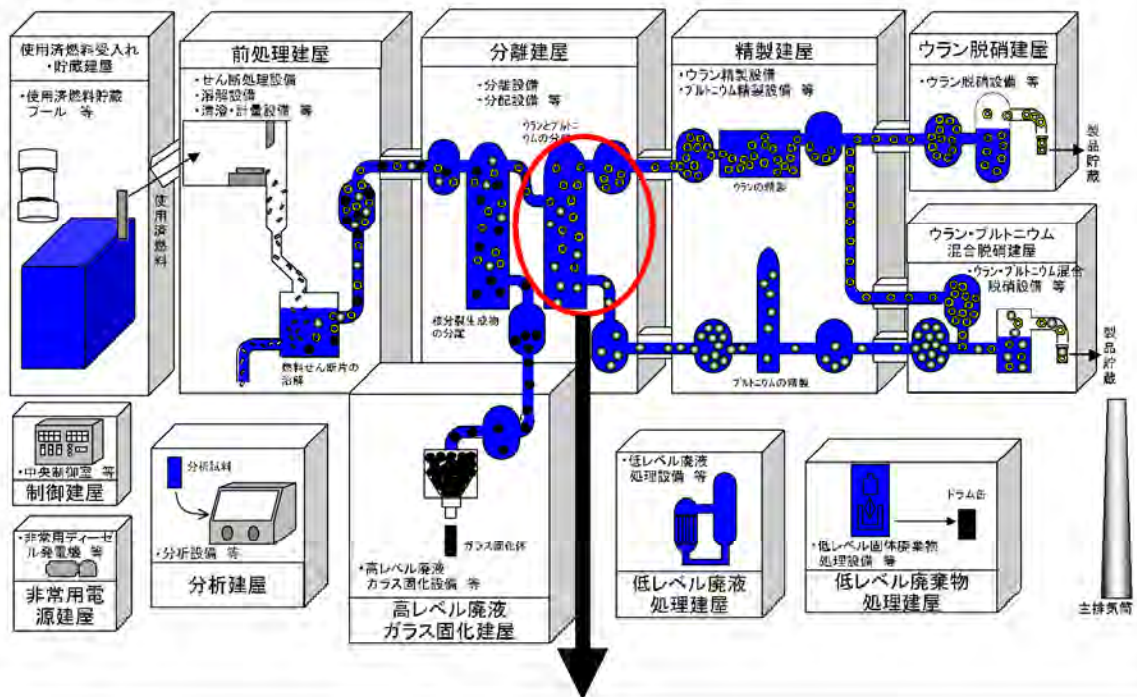 使用済燃料受入れ
・貯蔵建屋
・使用済燃料貯蔵
プール 等
使用済燃料
前処理建屋
・せん断処理設備
・溶解設備
・清澄・計量設備 等
燃料せん断片の
溶解
分離建屋
・分離設備
・分配設備 等
ウランとプルトニ
ウムの分離
核分裂生成物
の分離
精製建屋
・ウラン精製設備
・プルトニウム精製設備 等
ウランの精製
プルトニウムの精製
ウラン脱硝建屋
・ウラン脱硝設備 等
製品貯蔵
ウラン・プルトニウム
混合脱硝建屋
・ウラン・プルトニウム混合
脱硝設備 等
製品貯蔵
・中央制御室 等
制御建屋
・非常用ディーゼ
ル発電機 等
非常用電
源建屋
分析試料
・分析設備 等
分析建屋
ガラス固化体
・高レベル廃液
ガラス固化設備 等
高レベル廃液
ガラス固化建屋
・低レベル廃液
処理設備 等
低レベル廃液
処理建屋
ドラム缶
・低レベル固体廃棄物
処理設備 等
低レベル廃棄物
処理建屋
主排気筒